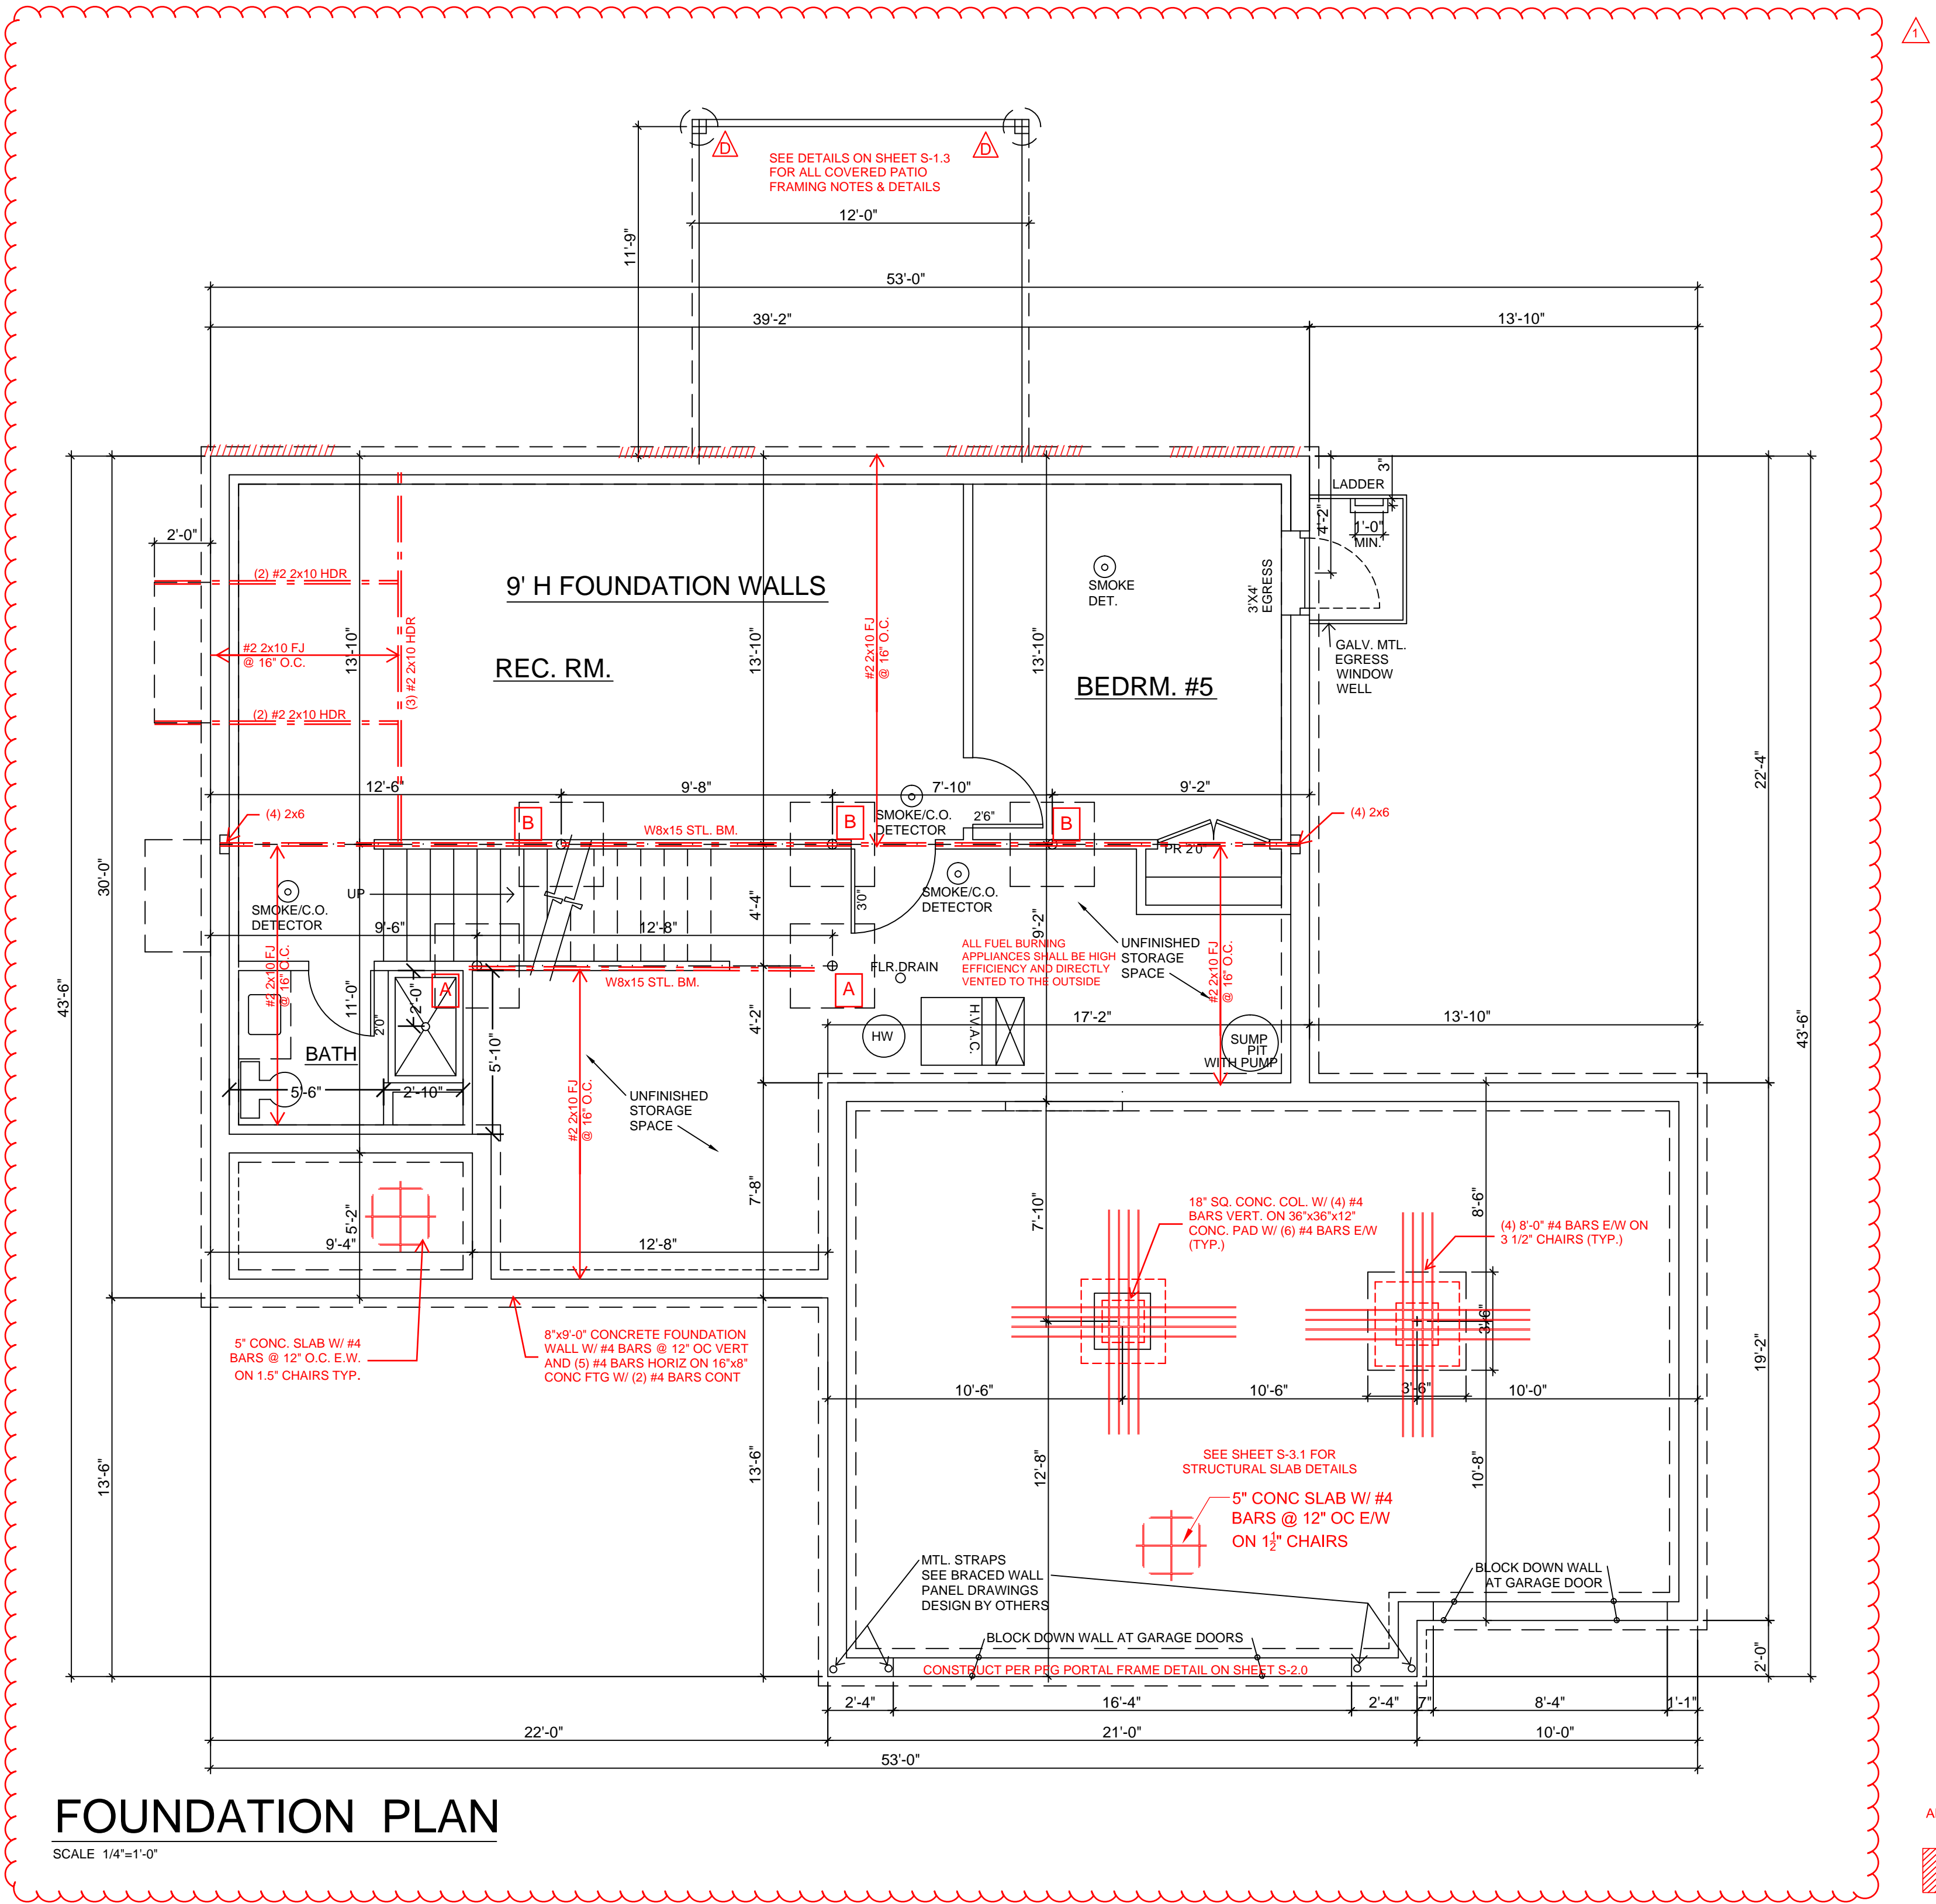 1
D
D
SEE DETAILS ON SHEET S-1.3
FOR ALL COVERED PATIO
FRAMING NOTES & DETAILS
12'-0"
11'-9"
53'-0"
39'-2"
13'-10"
3"
LADDER
4'-2"
1'-0"
MIN.
2'-0"
(2) #2 2x10 HDR
9' H FOUNDATION WALLS
SMOKE
DET.
3'X4'
EGRESS
#2 2x10 FJ
@ 16" O.C.
13'-10"
(3) #2 2x10 HDR
REC. RM.
13'-10"
#2 2x10 FJ
@ 16" O.C.
13'-10"
BEDRM. #5
GALV. MTL.
EGRESS
WINDOW
WELL
(2) #2 2x10 HDR
22'-4"
12'-6"
9'-8"
7'-10"
9'-2"
(4) 2x6
B
W8x15 STL. BM.
B
SMOKE/C.O.
DETECTOR
2'6"
B
(4) 2x6
PR 2'0"
30'-0"
UP
SMOKE/C.O.
DETECTOR
SMOKE/C.O.
DETECTOR
3'0"
4'-4"
9'-2"
9'-6"
12'-8"
#2 2x10 FJ
@ 16" O.C.
ALL FUEL BURNING
APPLIANCES SHALL BE HIGH
EFFICIENCY AND DIRECTLY
VENTED TO THE OUTSIDE
UNFINISHED
STORAGE
SPACE
#2 2x10 FJ
@ 16" O.C.
FLR.DRAIN
A
W8x15 STL. BM.
A
43'-6"
11'-0"
2'0"
2'-0"
5'-10"
4'-2"
HW
H.V.A.C.
17'-2"
13'-10"
43'-6"
SUMP
PIT
WITH PUMP
BATH
5'-6"
2'-10"
#2 2x10 FJ
@ 16" O.C.
UNFINISHED
STORAGE
SPACE
5'-2"
9'-4"
12'-8"
7'-8"
7'-10"
18" SQ. CONC. COL. W/ (4) #4
BARS VERT. ON 36"x36"x12"
CONC. PAD W/ (6) #4 BARS E/W
(TYP.)
8'-6"
(4) 8'-0" #4 BARS E/W ON
3 1/2" CHAIRS (TYP.)
3'-6"
5" CONC. SLAB W/ #4
BARS @ 12" O.C. E.W.
ON 1.5" CHAIRS TYP.
8"x9'-0" CONCRETE FOUNDATION
WALL W/ #4 BARS @ 12" OC VERT
AND (5) #4 BARS HORIZ ON 16"x8"
CONC FTG W/ (2) #4 BARS CONT
19'-2"
10'-6"
10'-6"
3'-6"
10'-0"
13'-6"
13'-6"
12'-8"
10'-8"
SEE SHEET S-3.1 FOR
STRUCTURAL SLAB DETAILS
5" CONC SLAB W/ #4
BARS @ 12" OC E/W
ON 1½" CHAIRS
MTL. STRAPS
SEE BRACED WALL
PANEL DRAWINGS
DESIGN BY OTHERS
BLOCK DOWN WALL
AT GARAGE DOOR
BLOCK DOWN WALL AT GARAGE DOORS
CONSTRUCT PER PFG PORTAL FRAME DETAIL ON SHEET S-2.0
2'-0"
2'-4"
16'-4"
2'-4"
7"
8'-4"
1'-1"
22'-0"
21'-0"
10'-0"
53'-0"
FOUNDATION PLAN
SCALE 1/4"=1'-0"